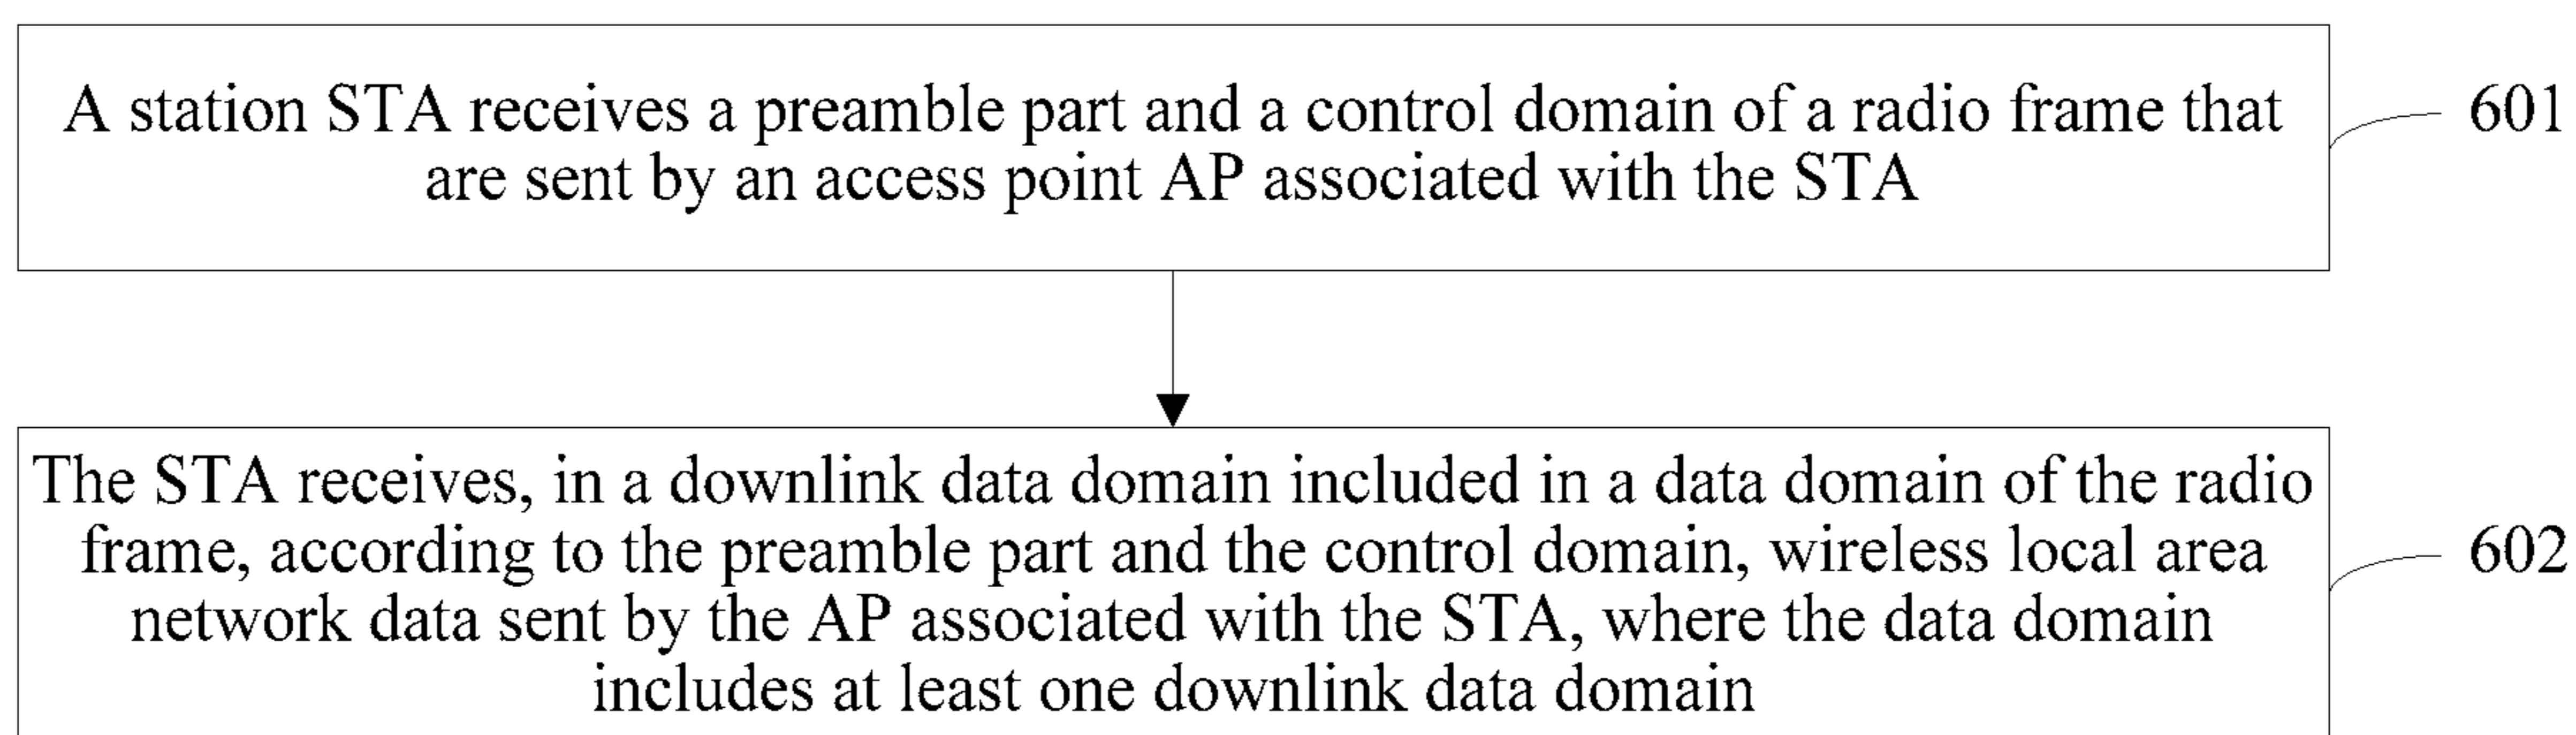 A station STA receives a preamble part and a control domain of a radio frame that
are sent by an access point AP associated with the STA
601
The STA receives, in a downlink data domain included in a data domain of the radio
frame, according to the preamble part and the control domain, wireless local area
network data sent by the AP associated with the STA, where the data domain
includes at least one downlink data domain
602